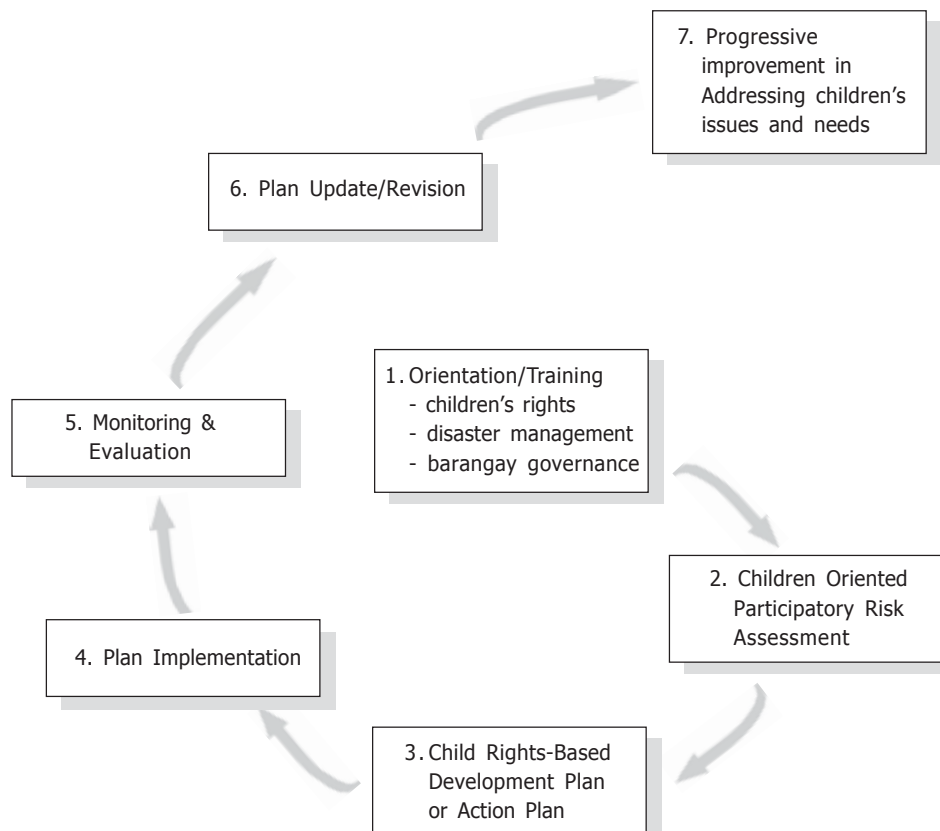 1. Orientation/Training
- children's rights
- disaster management
- barangay governance
2. Children Oriented
Participatory Risk
Assessment
3. Child Rights-Based
Development Plan
or Action Plan
4. Plan Implementation
5. Monitoring &
Evaluation
6. Plan Update/Revision
7. Progressive
improvement in
Addressing children's
issues and needs